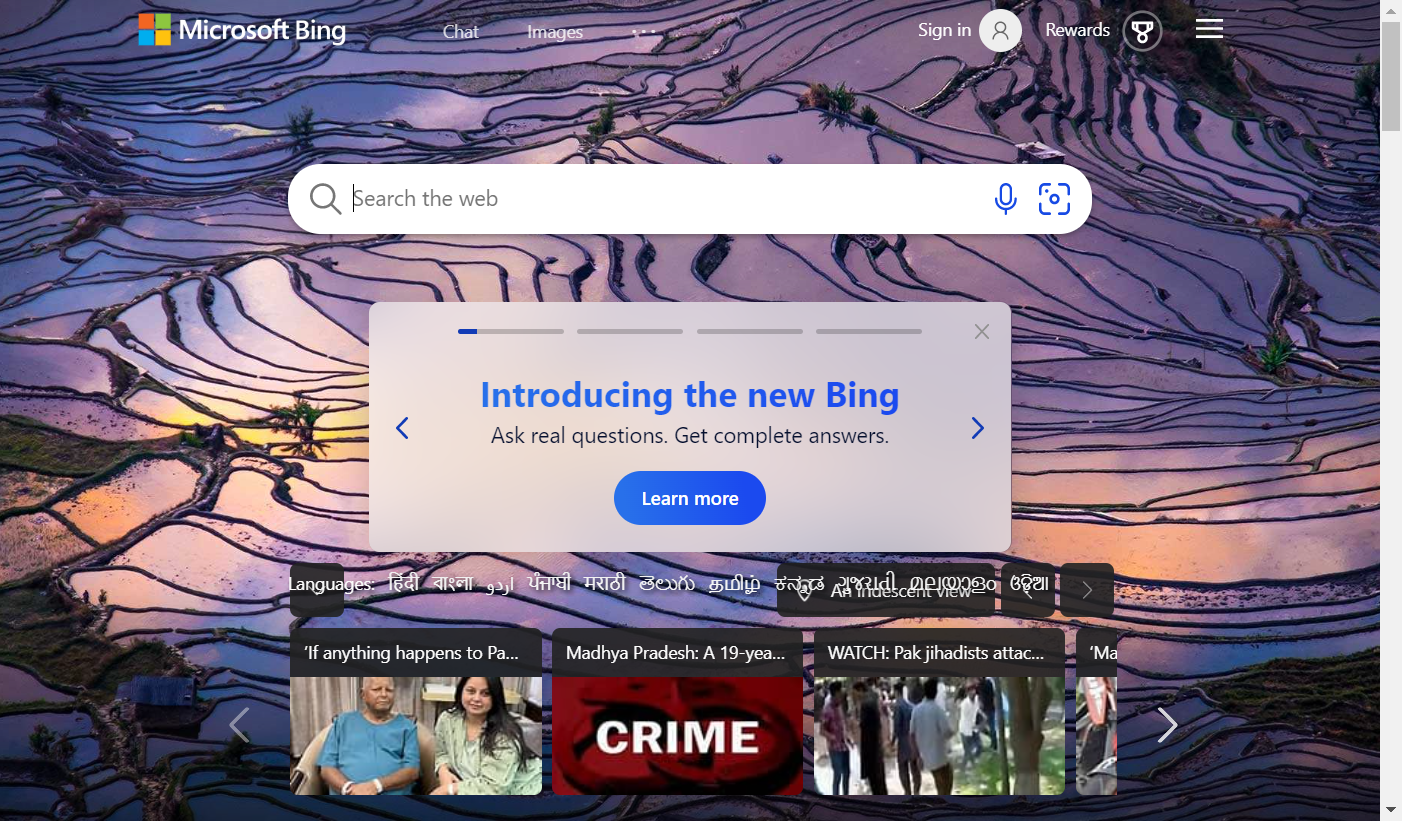 Microsoft Bing
Chat
Images
Sign in
Rewards
Search the web
Introducing the new Bing
Ask real questions. Get complete answers.
Learn more
Languages: हिंदी বাংলা اردو ਪੰਜਾਬੀ मराठी తెలుగు தமிழ் ಕನ್ನಡ ગુજરાતી മലയാളം ଓଡ଼ିଆ
An iridescent view
‘If anything happens to Pa...
Madhya Pradesh: A 19-yea...
WATCH: Pak jihadists attac...
‘Ma
CRIME